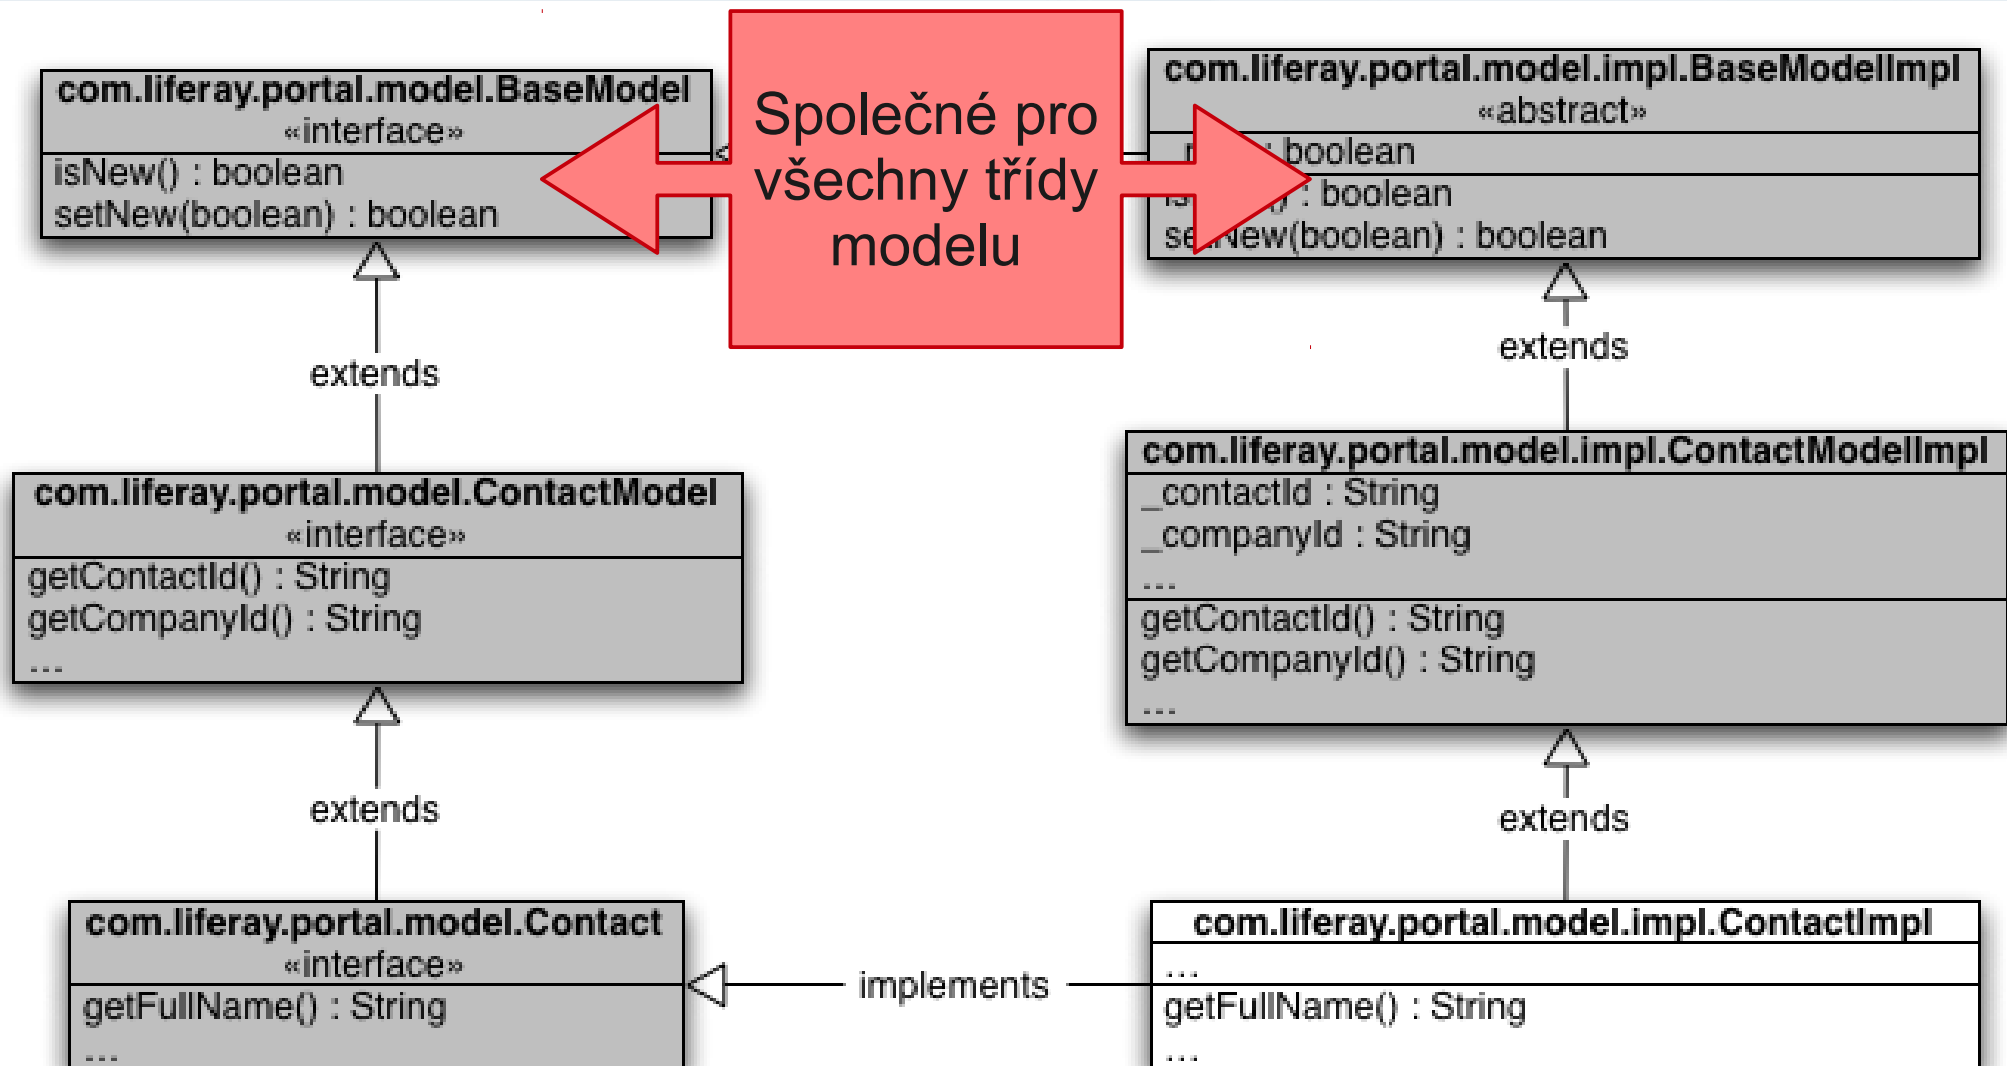 com.liferay.portal.model.BaseModel
«interface»
isNew() : boolean
setNew(boolean) : boolean
Společné pro
všechny třídy
modelu
com.liferay.portal.model.impl.BaseModelImpl
«abstract»
: boolean
: boolean
setNew(boolean) : boolean
extends
extends
com.liferay.portal.model.ContactModel
«interface»
getContactId() : String
getCompanyId() : String
...
com.liferay.portal.model.impl.ContactModelImpl
_contactId : String
_companyId : String
...
getContactId() : String
getCompanyId() : String
...
extends
extends
com.liferay.portal.model.Contact
«interface»
getFullName() : String
...
implements
com.liferay.portal.model.impl.ContactImpl
...
getFullName() : String
...